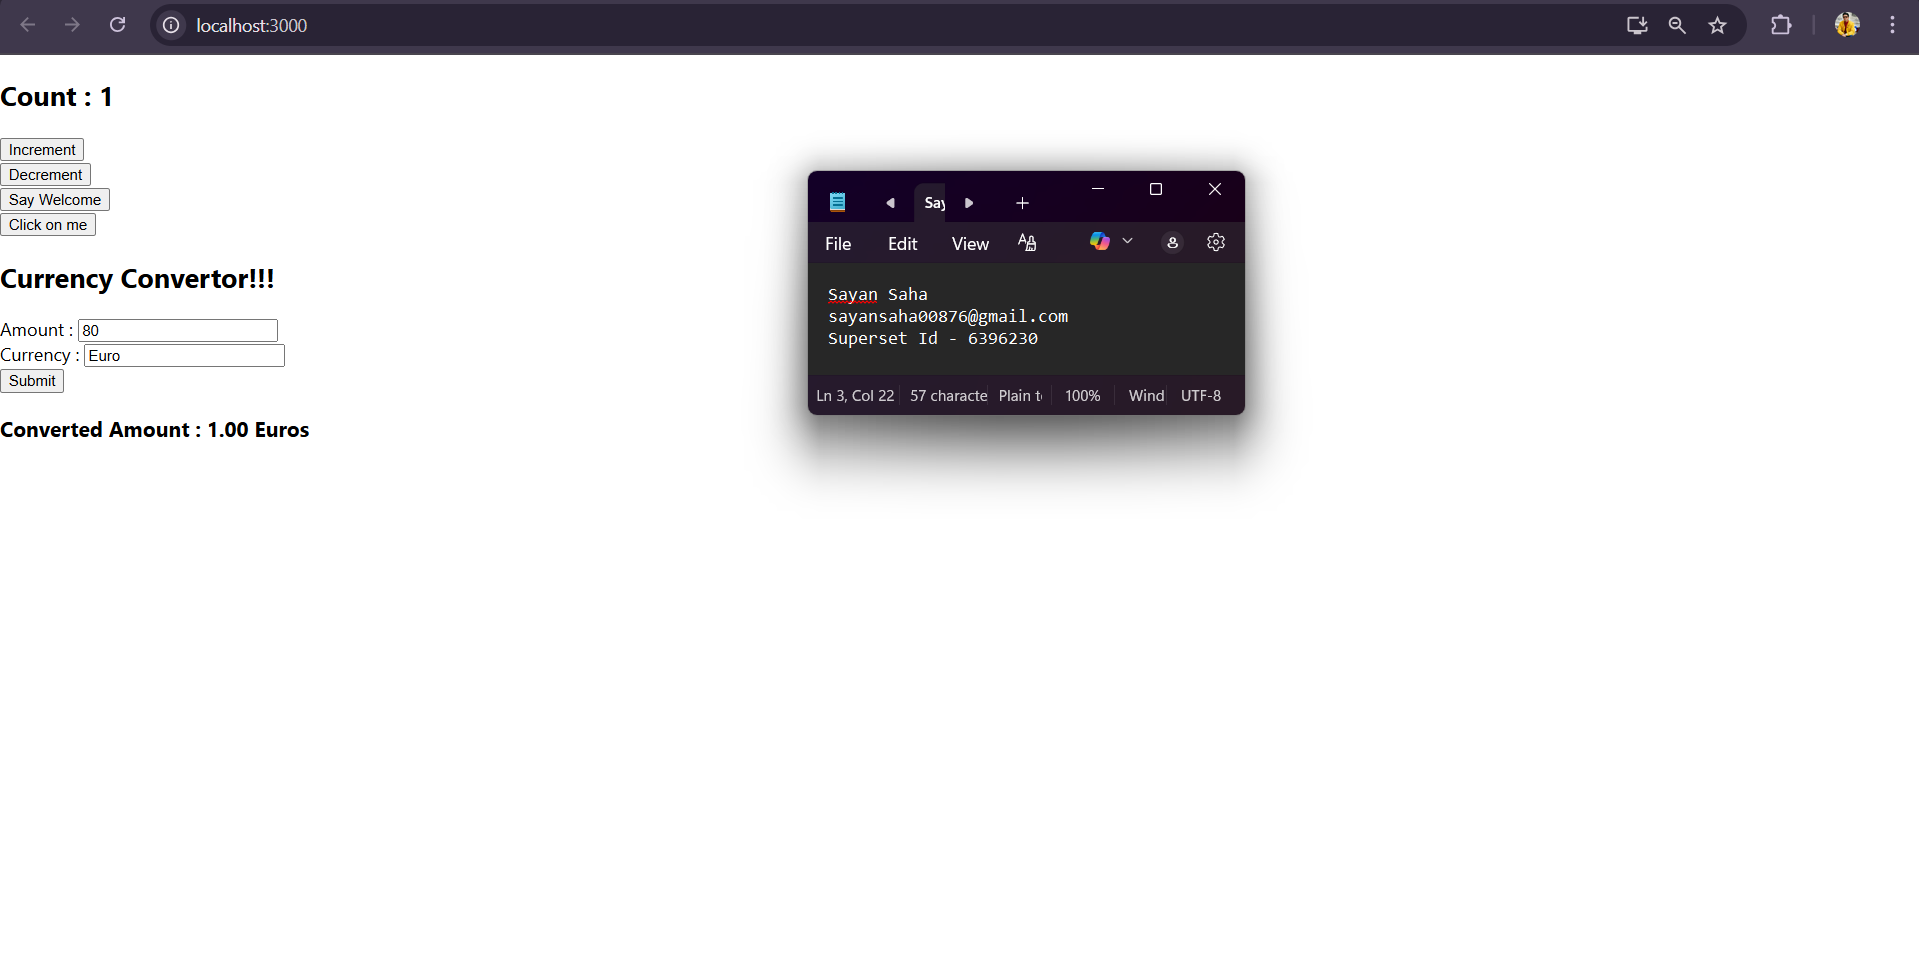 localhost:3000
Count : 1
Increment
Decrement
Say Welcome
Click on me
Currency Convertor!!!
Amount : 80
Currency : Euro
Submit
Converted Amount : 1.00 Euros
Say
File Edit View
Sayan Saha
sayansaha00876@gmail.com
Superset Id - 6396230
Ln 3, Col 22 57 characte Plain t 100% Wind UTF-8